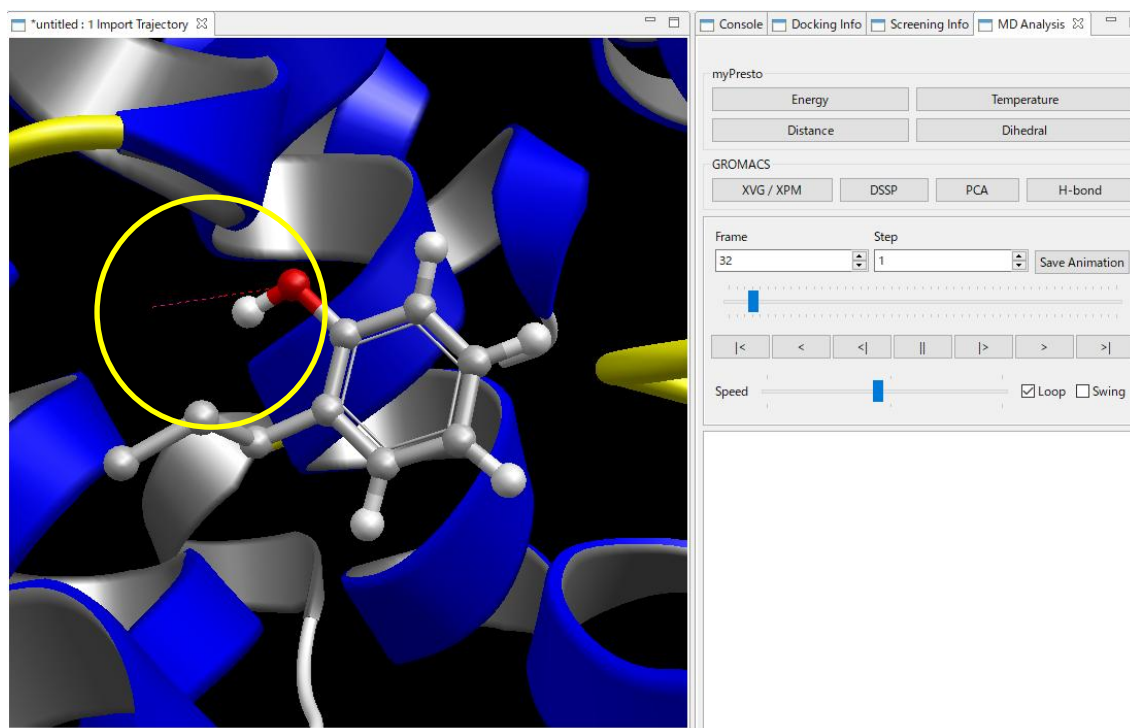 *untitled : 1 Import Trajectory
Console Docking Info Screening Info MD Analysis
myPresto
Energy Temperature
Distance Dihedral
GROMACS
XVG / XPM DSSP PCA H-bond
Frame Step
32 1 Save Animation
|< < <| || |> > >|
Speed Loop Swing